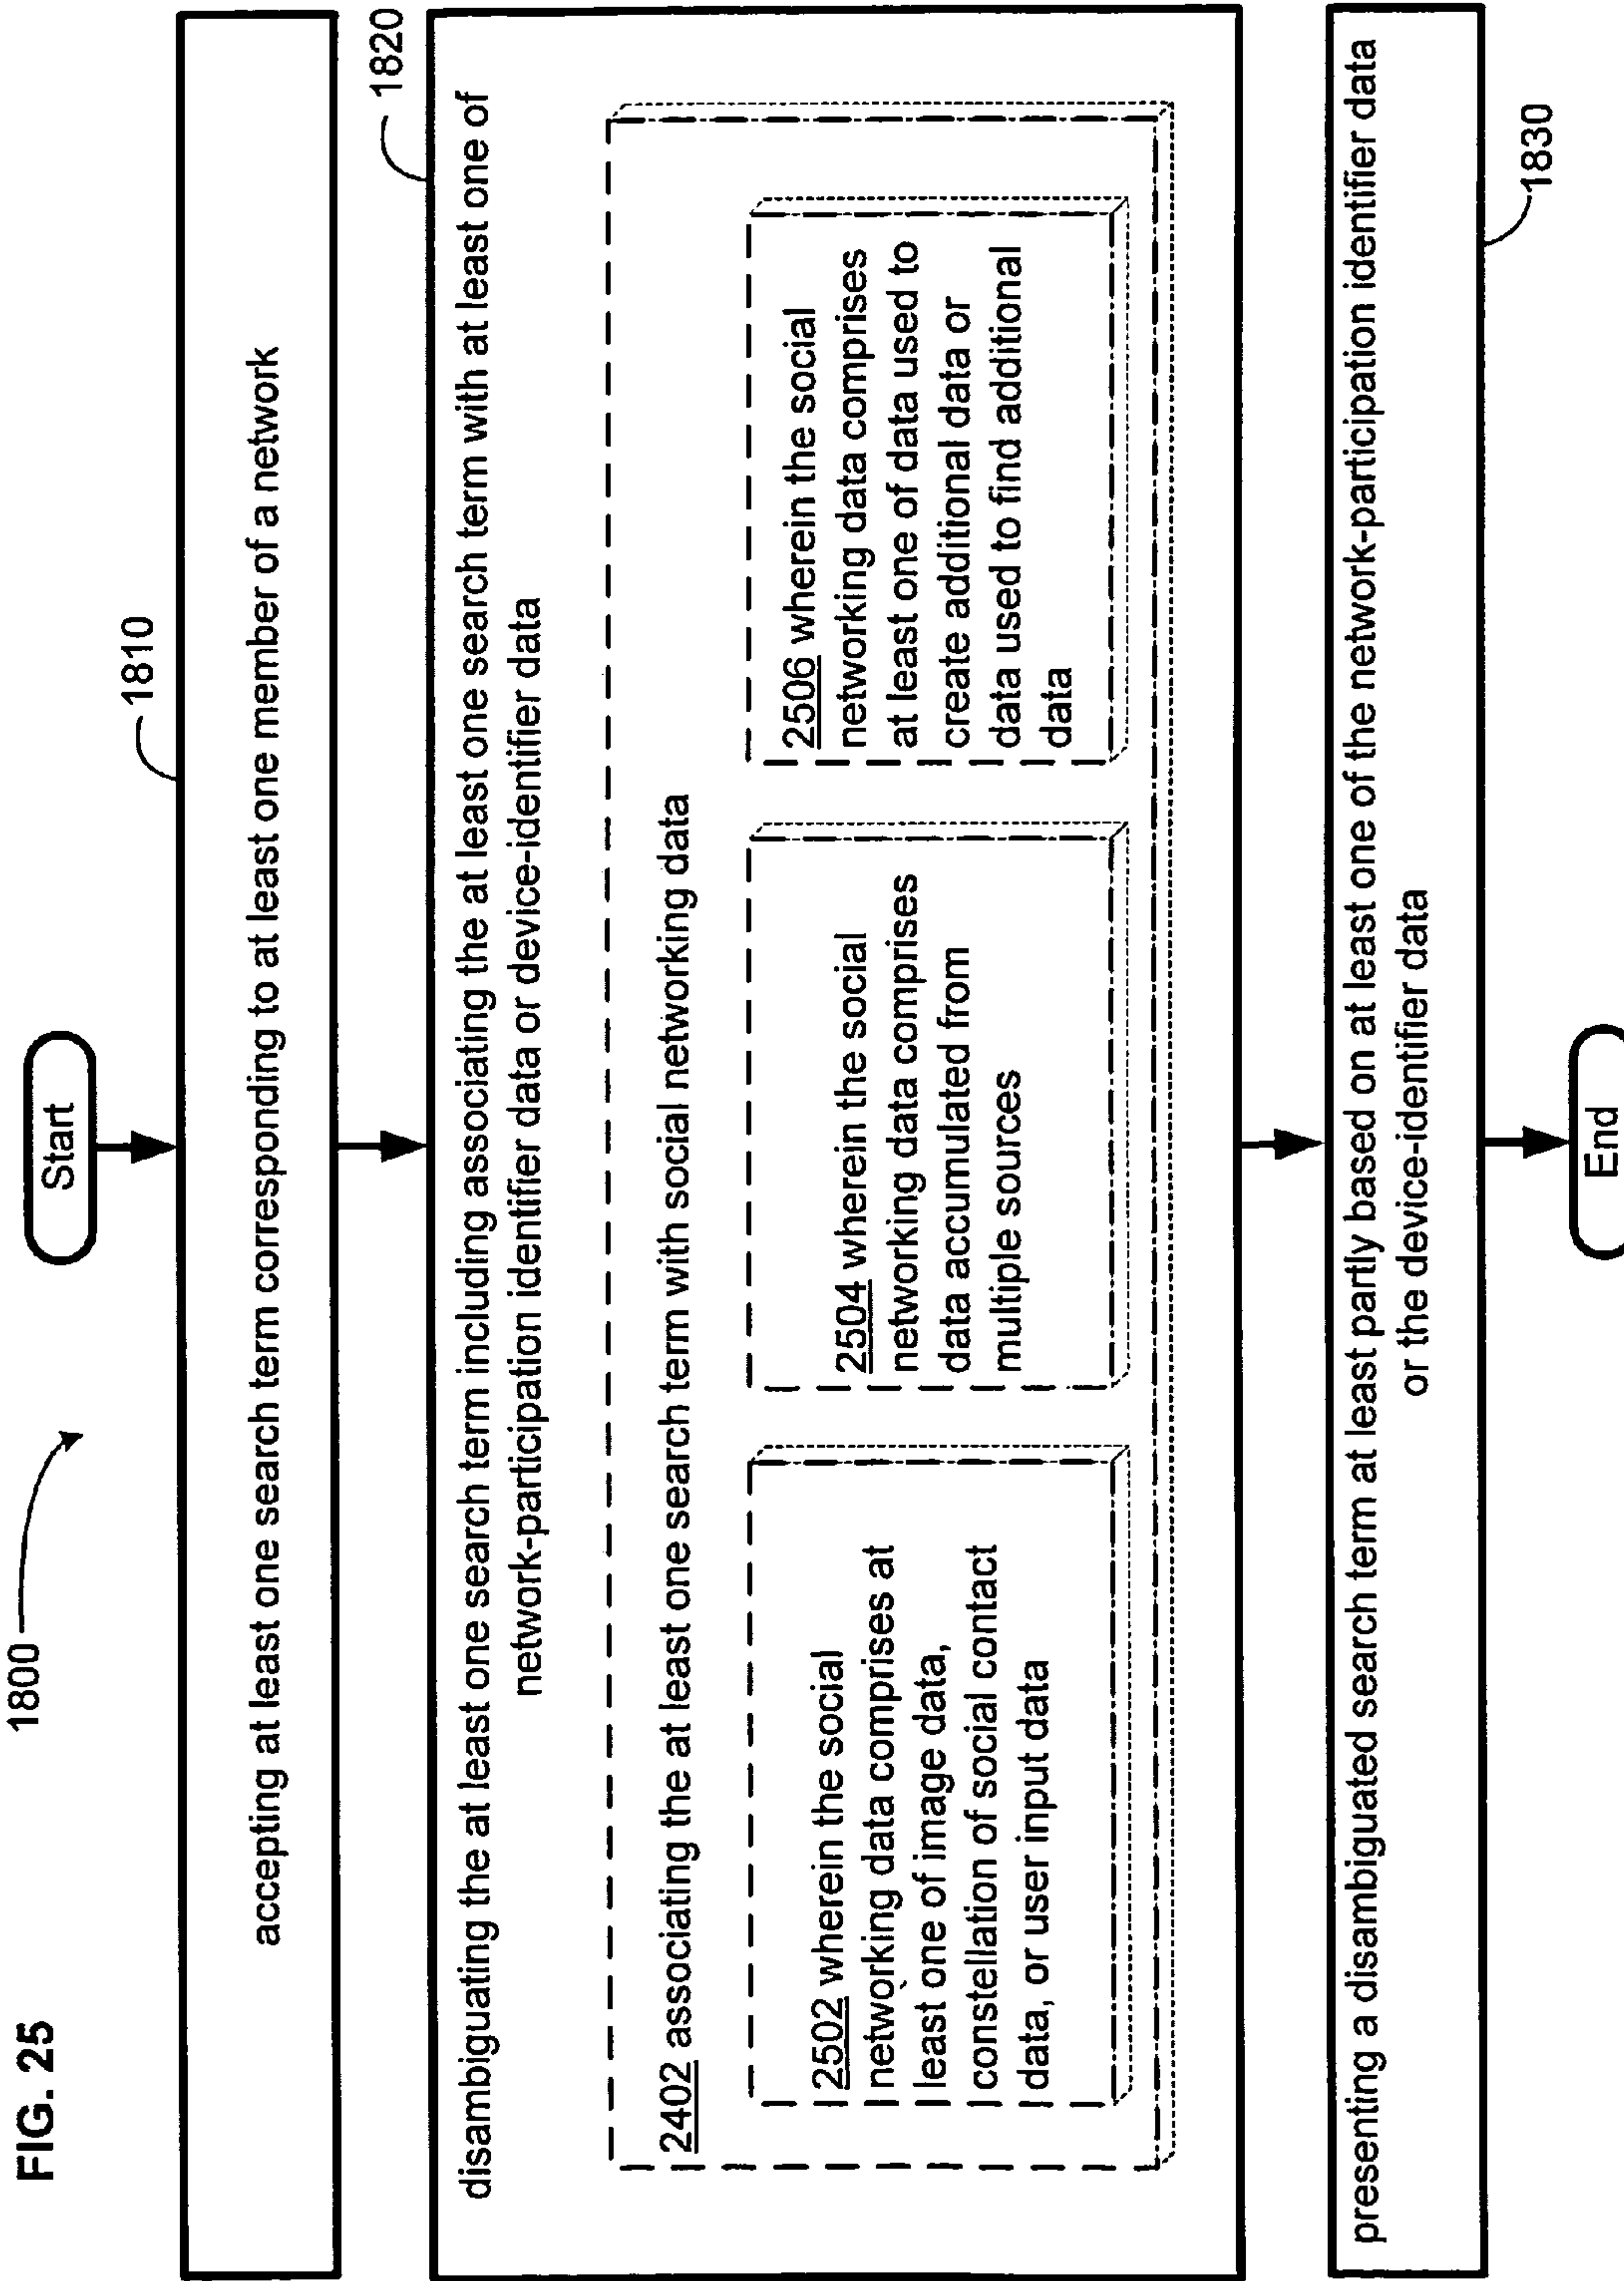 FIG. 25
1800
Start
1810
accepting at least one search term corresponding to at least one member of a network
1820
disambiguating the at least one search term including associating the at least one search term with at least one of
network-participation identifier data or device-identifier data
2402 associating the at least one search term with social networking data
2502 wherein the social
networking data comprises at
least one of image data,
constellation of social contact
data, or user input data
2504 wherein the social
networking data comprises
data accumulated from
multiple sources
2506 wherein the social
networking data comprises
at least one of data used to
create additional data or
data used to find additional
data
presenting a disambiguated search term at least partly based on at least one of the network-participation identifier data
or the device-identifier data
1830
End